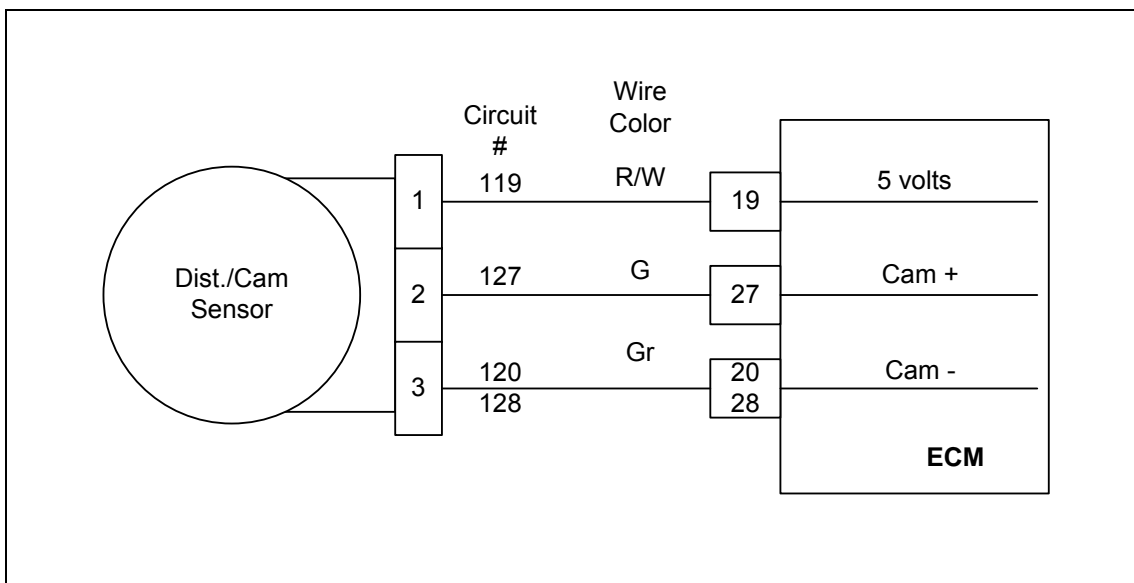 Wire
Color
Circuit
#
119
R/W
1
19
5 volts
Dist./Cam
Sensor
127
G
2
27
Cam +
Gr
3
120
128
20
28
Cam -
ECM